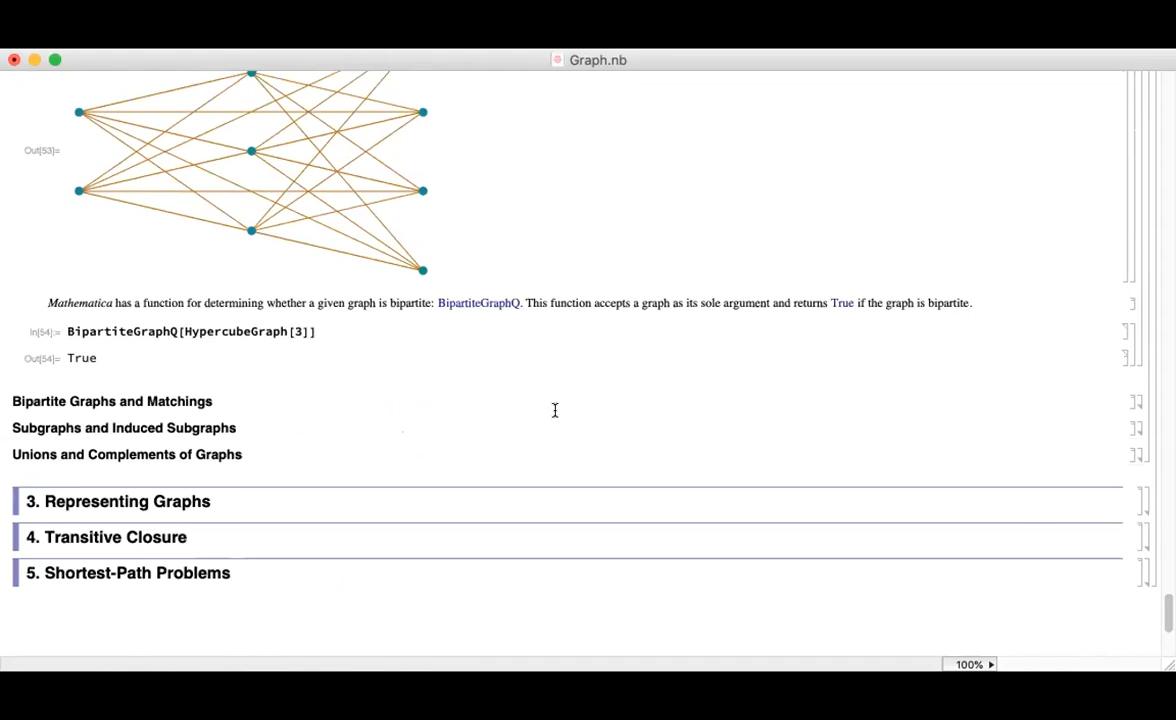 Graph.nb
Out[53]=
Mathematica has a function for determining whether a given graph is bipartite: BipartiteGraphQ. This function accepts a graph as its sole argument and returns True if the graph is bipartite.
In[54]:= BipartiteGraphQ[HypercubeGraph[3]]
Out[54]= True
Bipartite Graphs and Matchings
Subgraphs and Induced Subgraphs
Unions and Complements of Graphs
3. Representing Graphs
4. Transitive Closure
5. Shortest-Path Problems
100%